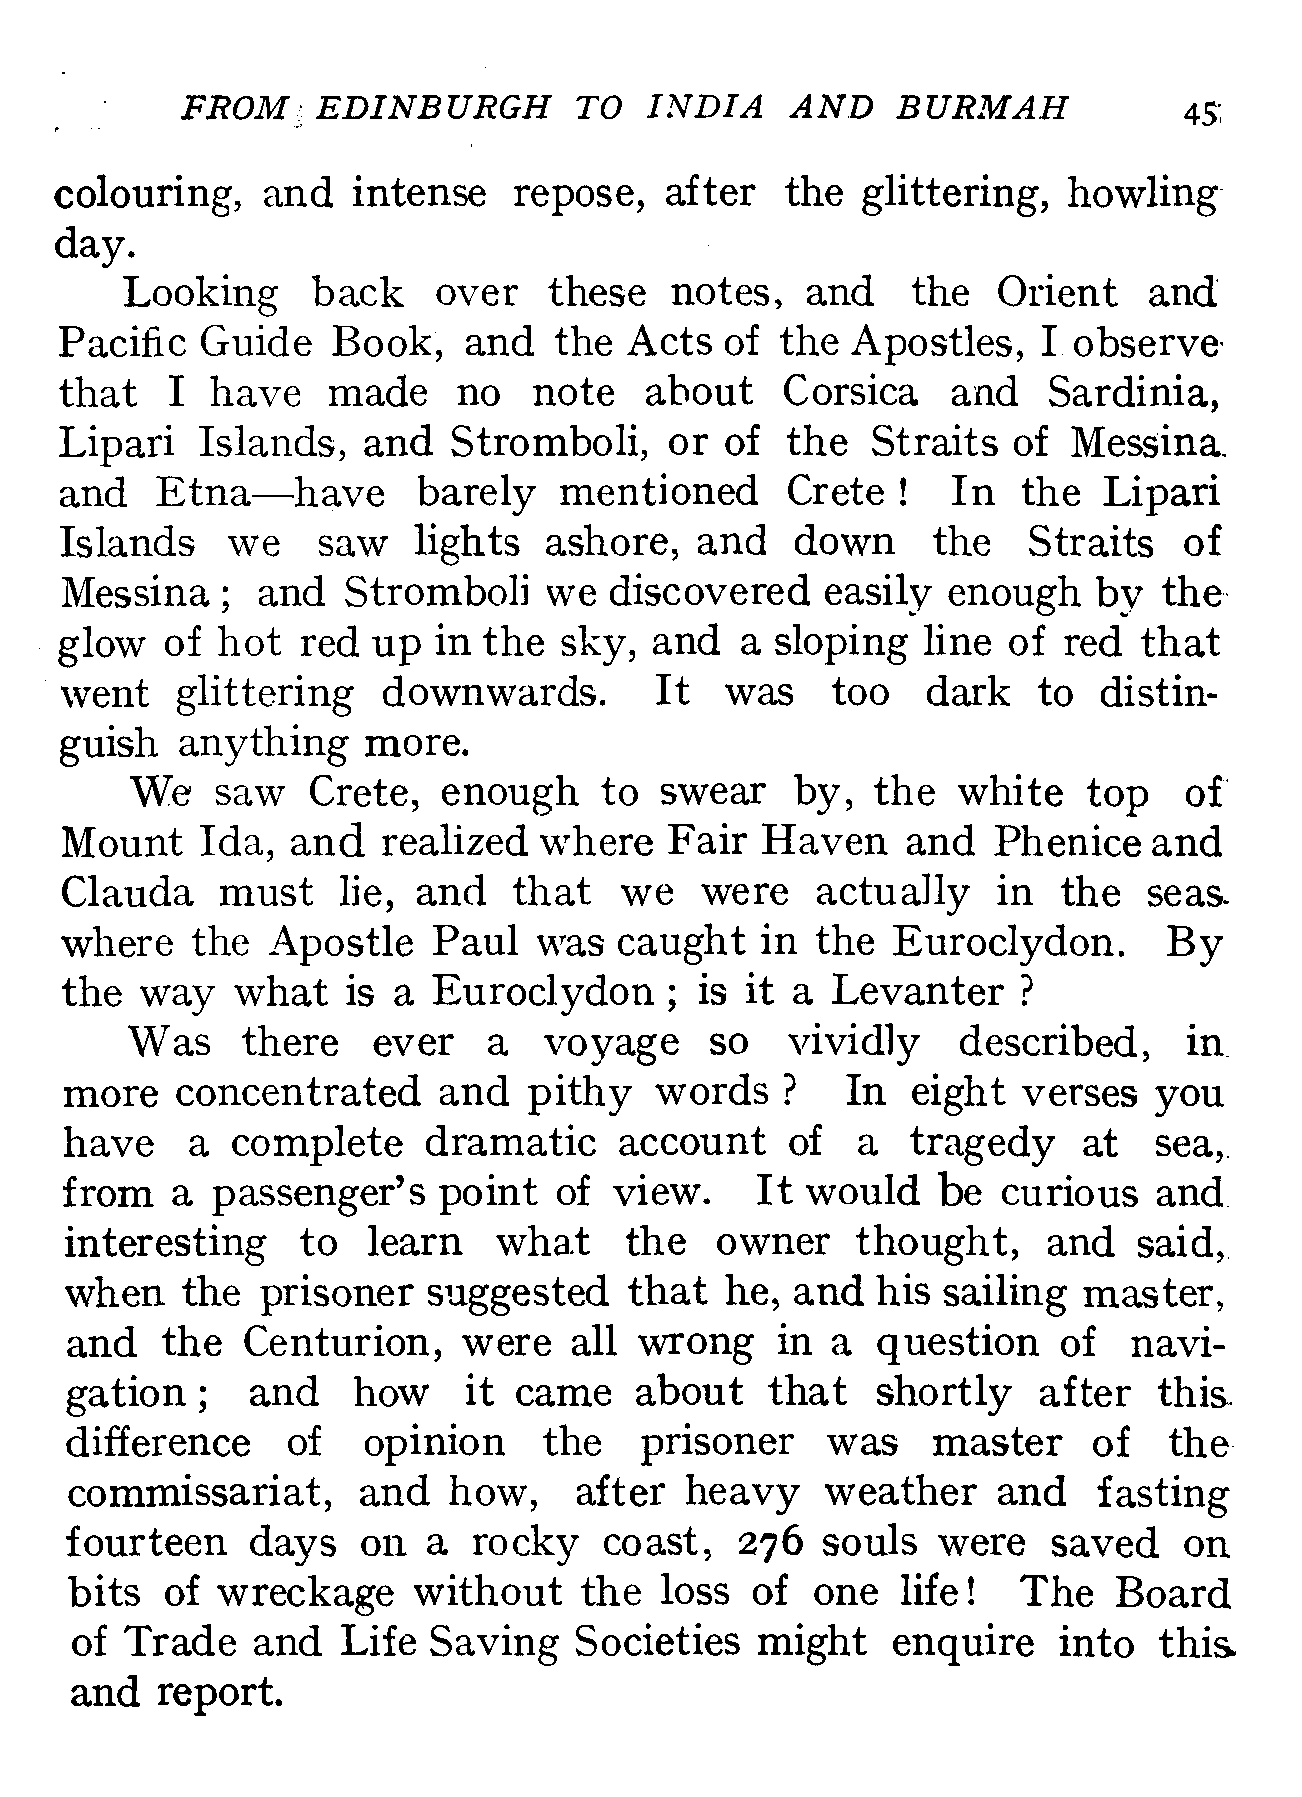 FROM EDINBURGH TO INDIA AND BURMAH 45
colouring, and intense repose, after the glittering, howling
day.
Looking back over these notes, and the Orient and
Pacific Guide Book, and the Acts of the Apostles, I observe
that I have made no note about Corsica and Sardinia,
Lipari Islands, and Stromboli, or of the Straits of Messina
and Etna—have barely mentioned Crete ! In the Lipari
Islands we saw lights ashore, and down the Straits of
Messina ; and Stromboli we discovered easily enough by the
glow of hot red up in the sky, and a sloping line of red that
went glittering downwards. It was too dark to distin-
guish anything more.
We saw Crete, enough to swear by, the white top of
Mount Ida, and realized where Fair Haven and Phenice and
Clauda must lie, and that we were actually in the seas
where the Apostle Paul was caught in the Euroclydon. By
the way what is a Euroclydon ; is it a Levanter ?
Was there ever a voyage so vividly described, in
more concentrated and pithy words ? In eight verses you
have a complete dramatic account of a tragedy at sea,
from a passenger's point of view. It would be curious and
interesting to learn what the owner thought, and said,
when the prisoner suggested that he, and his sailing master,
and the Centurion, were all wrong in a question of navi-
gation ; and how it came about that shortly after this
difference of opinion the prisoner was master of the
commissariat, and how, after heavy weather and fasting
fourteen days on a rocky coast, 276 souls were saved on
bits of wreckage without the loss of one life! The Board
of Trade and Life Saving Societies might enquire into this
and report.